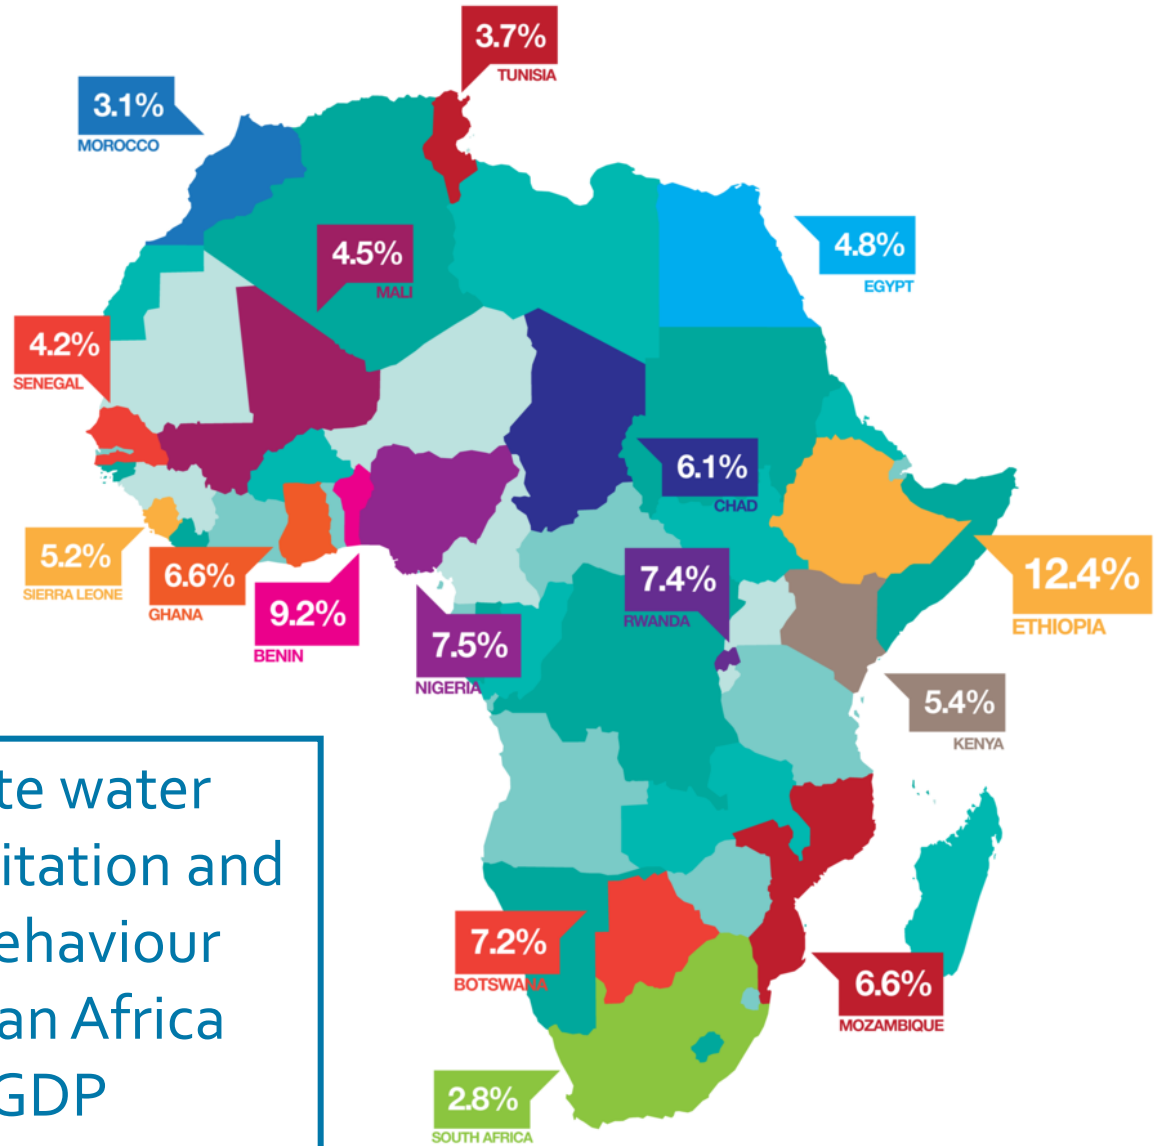 3.7%
TUNISIA
3.1%
MOROCCO
4.5%
MALI
4.8%
EGYPT
4.2%
SENEGAL
6.1%
CHAD
5.2%
SIERRA LEONE
6.6%
GHANA
9.2%
BENIN
7.5%
NIGERIA
7.4%
RWANDA
12.4%
ETHIOPIA
5.4%
KENYA
te water
itation and
ehaviour
an Africa
GDP
7.2%
BOTSWANA
6.6%
MOZAMBIQUE
2.8%
SOUTH AFRICA